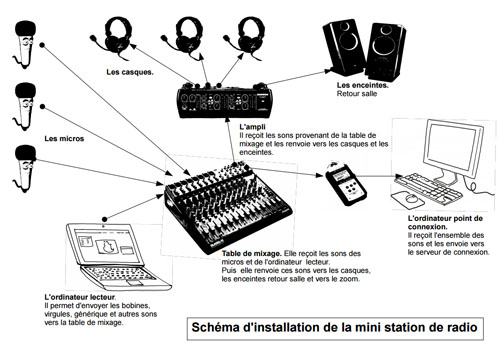 Les casques.
Les enceintes.
Retour salle
Les micros
L'ampli
Il reçoit les sons provenant de la table de
mixage et les renvoie vers les casques et les
enceintes.
L'ordinateur point de
connexion.
Il reçoit l'ensemble des
sons et les envoie vers
le serveur de connexion.
Table de mixage. Elle reçoit les sons des
micros et de l'ordinateur lecteur.
Puis elle renvoie ces sons vers les casques,
les enceintes retour salle et vers le zoom.
L'ordinateur lecteur.
Il permet d'envoyer les bobines,
virgules, générique et autres sons
vers la table de mixage.
Schéma d'installation de la mini station de radio